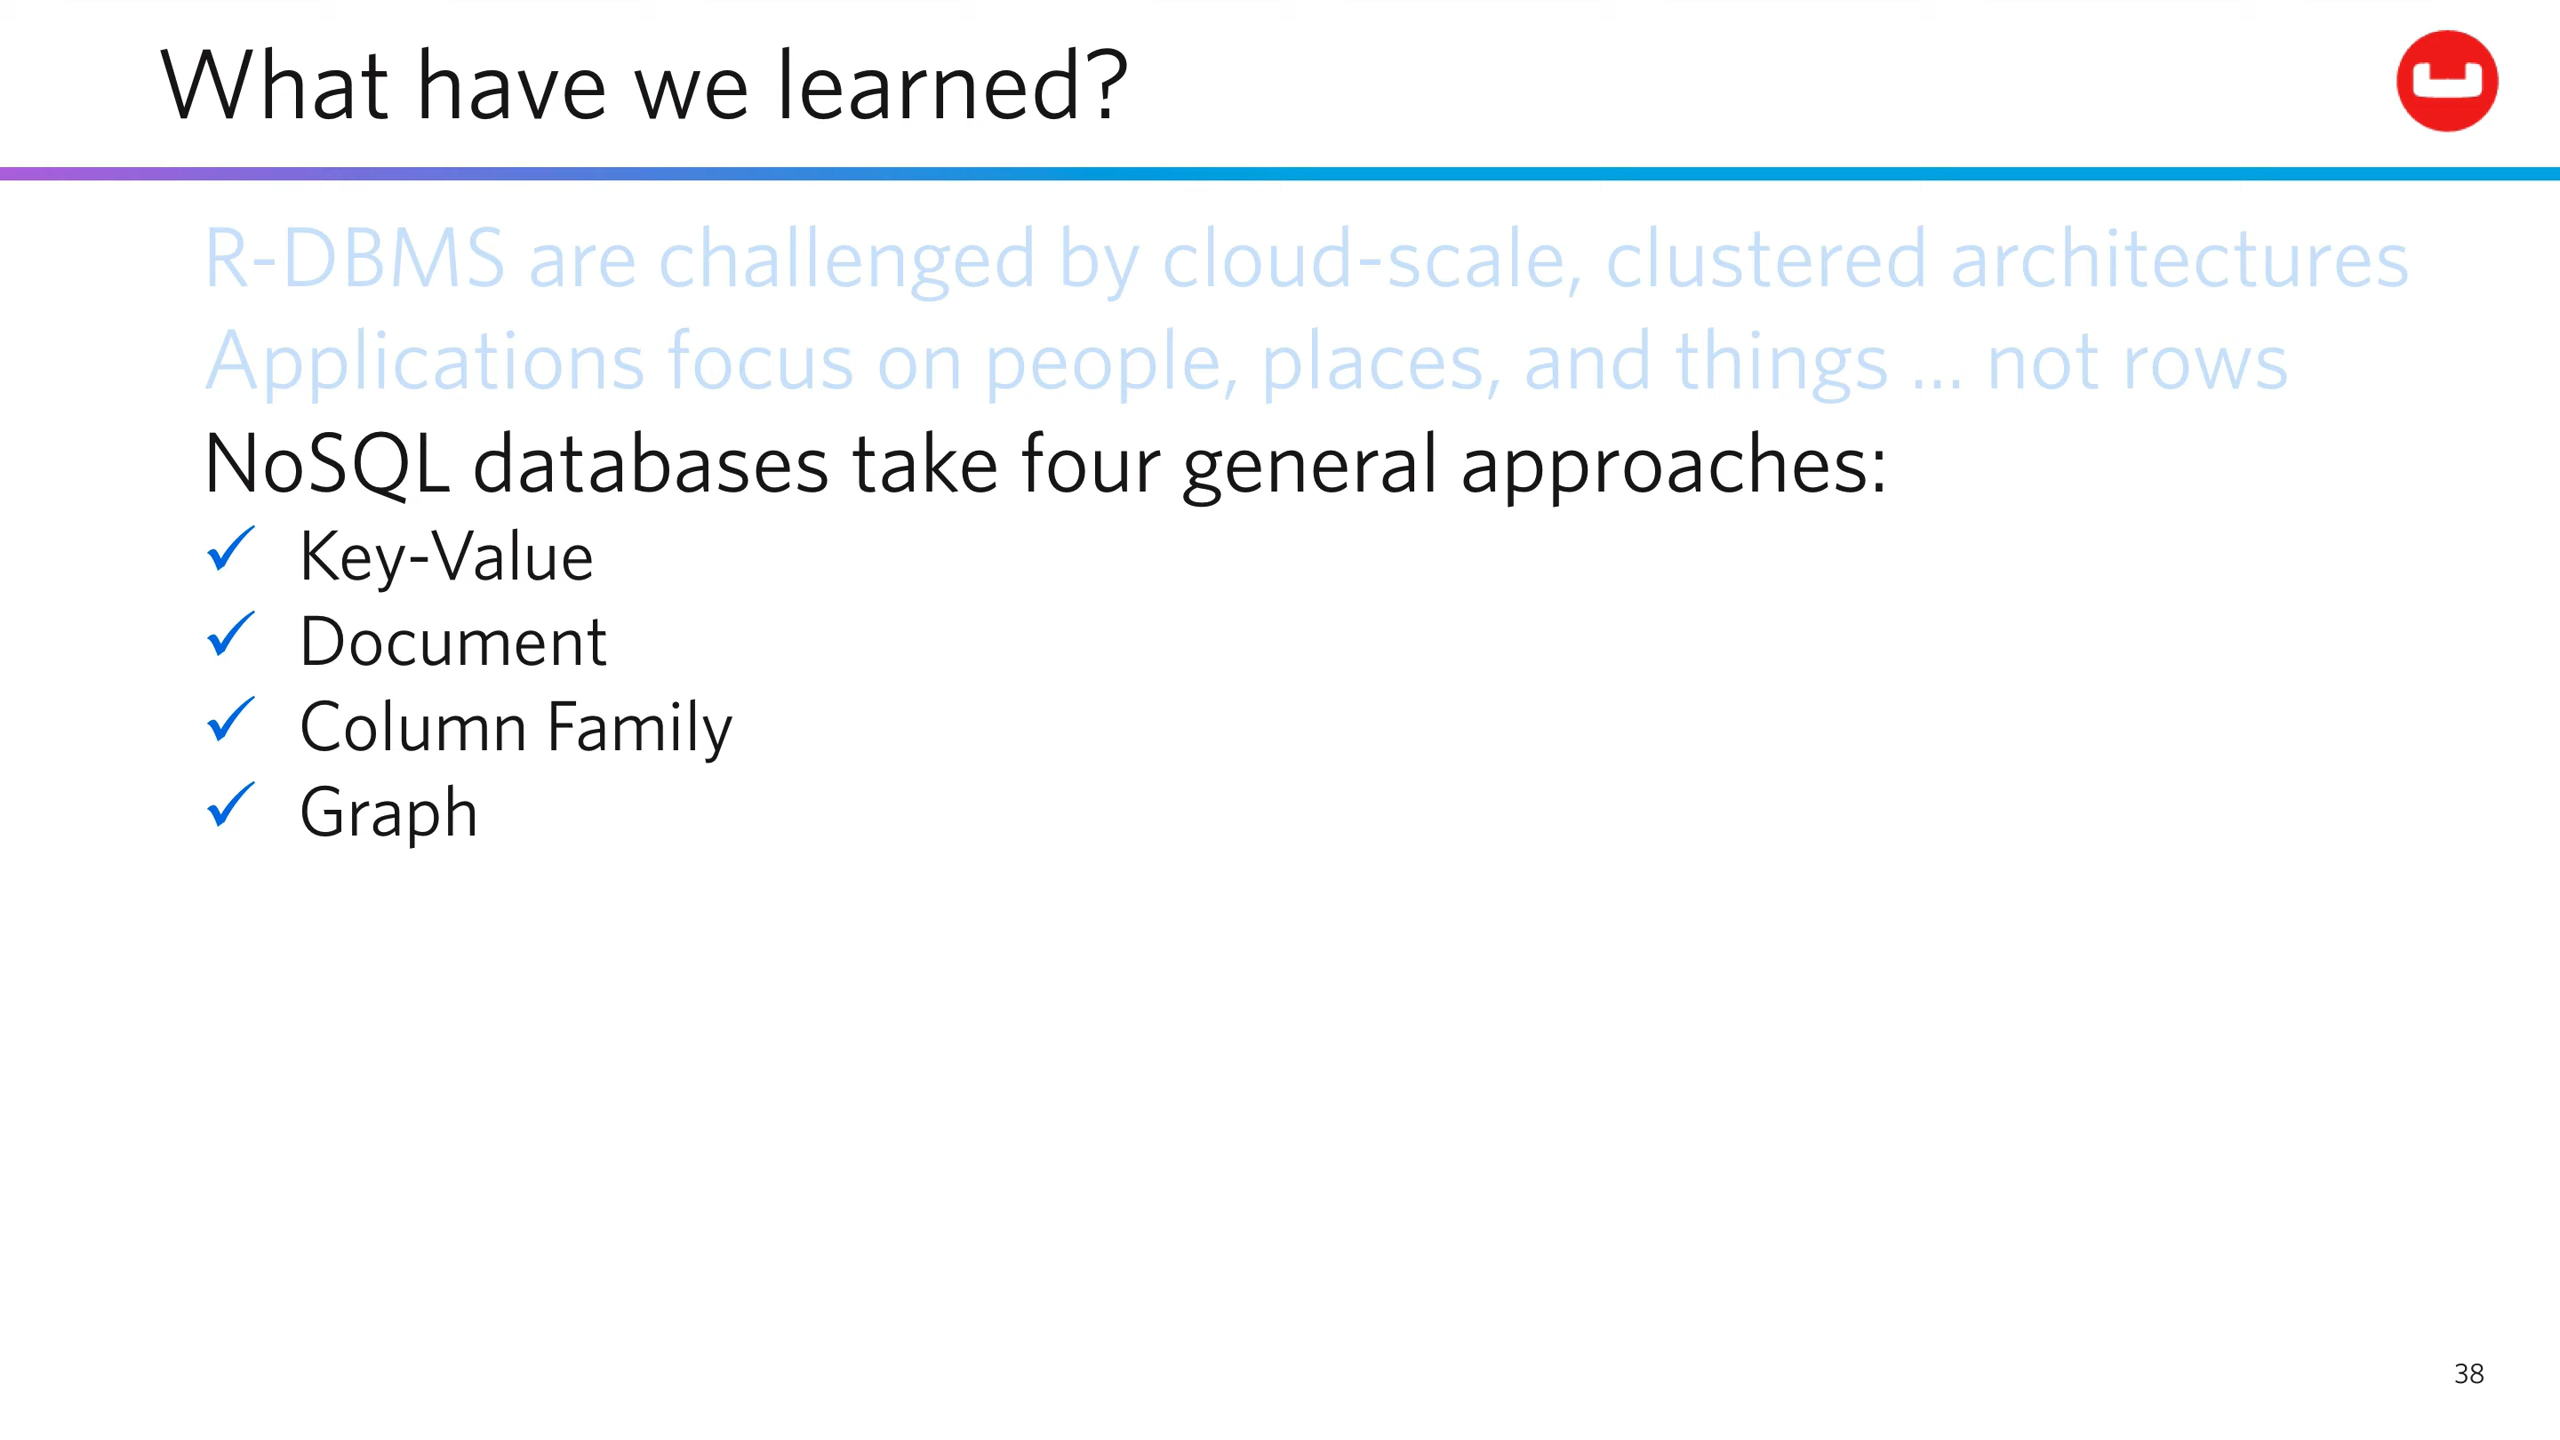 What have we learned?
R-DBMS are challenged by cloud-scale, clustered architectures
Applications focus on people, places, and things ... not rows
NoSQL databases take four general approaches:
✓ Key-Value
✓ Document
✓ Column Family
✓ Graph
38